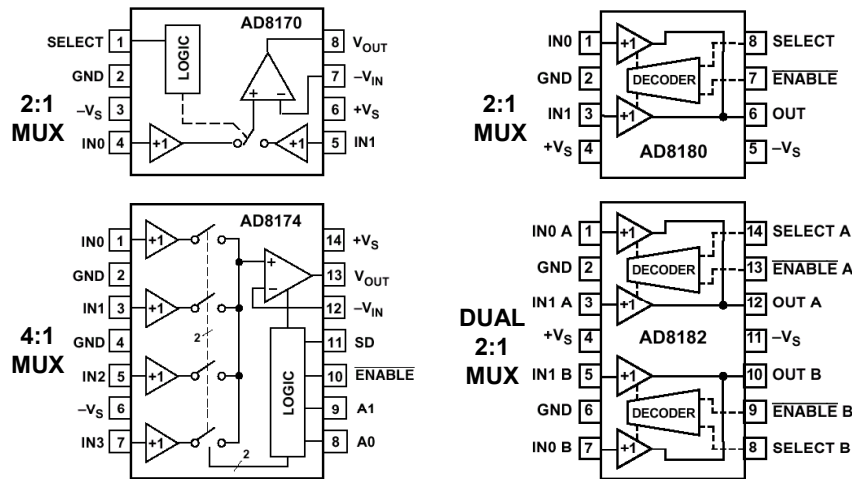 AD8170
SELECT 1
LOGIC
8 VOUT
GND 2
7 –VIN
2:1
MUX
–VS 3
+
–
6 +VS
IN0 4
+1
+1
5 IN1
AD8180
IN0 1
+1
8 SELECT
GND 2
DECODER
7 ENABLE
2:1
MUX
IN1 3
+1
6 OUT
+VS 4
5 –VS
AD8174
IN0 1
+1
14 +VS
GND 2
+
–
13 VOUT
IN1 3
+1
12 –VIN
4:1
MUX
GND 4
2
11 SD
IN2 5
+1
LOGIC
10 ENABLE
–VS 6
9 A1
IN3 7
+1
8 A0
2
IN0 A 1
+1
14 SELECT A
GND 2
DECODER
13 ENABLE A
IN1 A 3
+1
12 OUT A
DUAL
2:1
MUX
+VS 4
AD8182
11 –VS
IN1 B 5
+1
10 OUT B
GND 6
DECODER
9 ENABLE B
IN0 B 7
+1
8 SELECT B